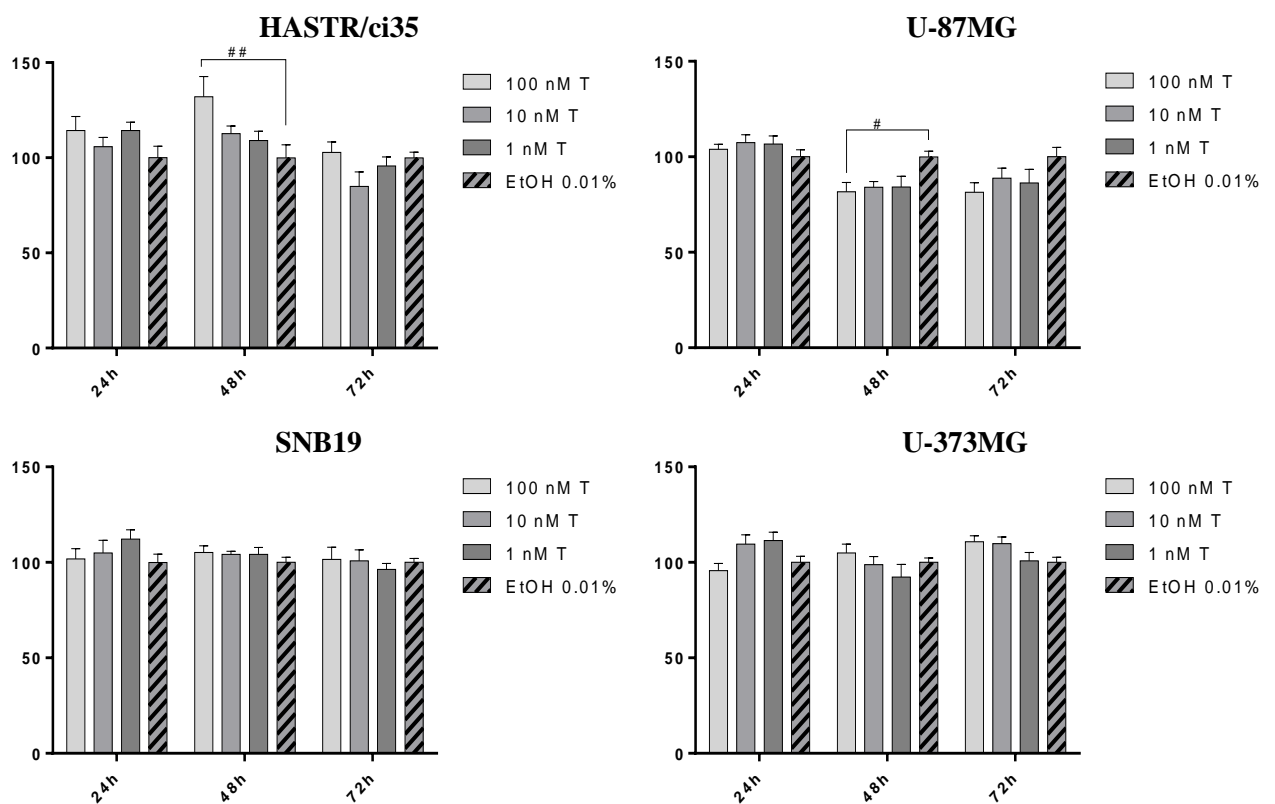 HASTR/ci35
##
150
100
50
0
24h
48h
72h
100 nM T
10 nM T
1 nM T
EtOH 0.01%
U-87MG
#
150
100
50
0
24h
48h
72h
100 nM T
10 nM T
1 nM T
EtOH 0.01%
SNB19
150
100
50
0
24h
48h
72h
100 nM T
10 nM T
1 nM T
EtOH 0.01%
U-373MG
150
100
50
0
24h
48h
72h
100 nM T
10 nM T
1 nM T
EtOH 0.01%